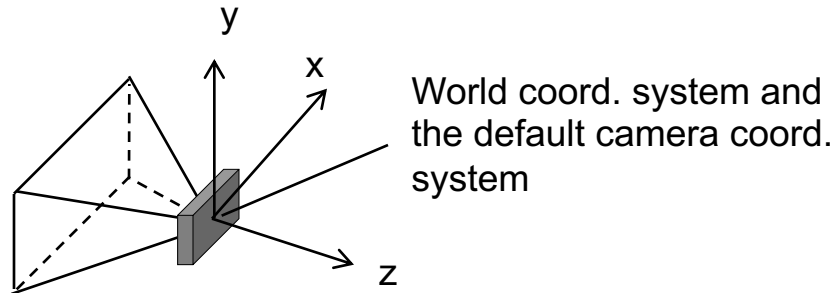 y
x
World coord. system and
the default camera coord.
system
z